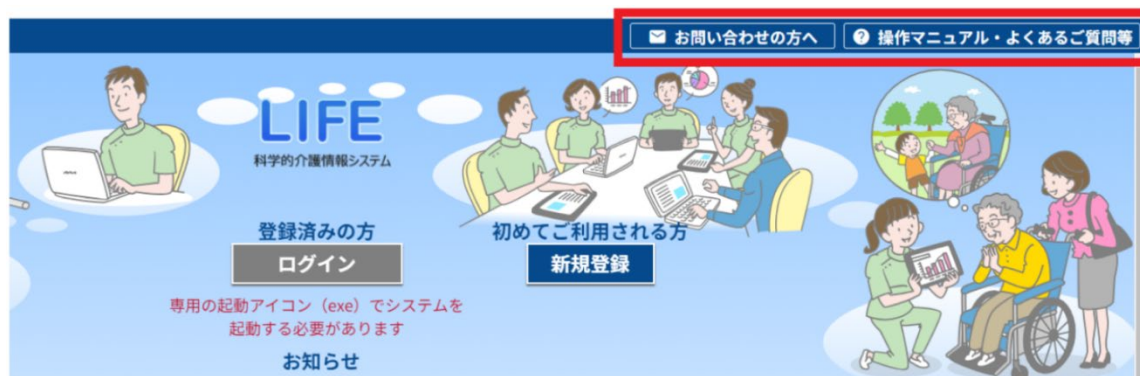 お問い合わせの方へ
操作マニュアル・よくあるご質問等
LIFE
科学的介護情報システム
登録済みの方
初めてご利用される方
ログイン
新規登録
専用の起動アイコン（exe）でシステムを
起動する必要があります
お知らせ